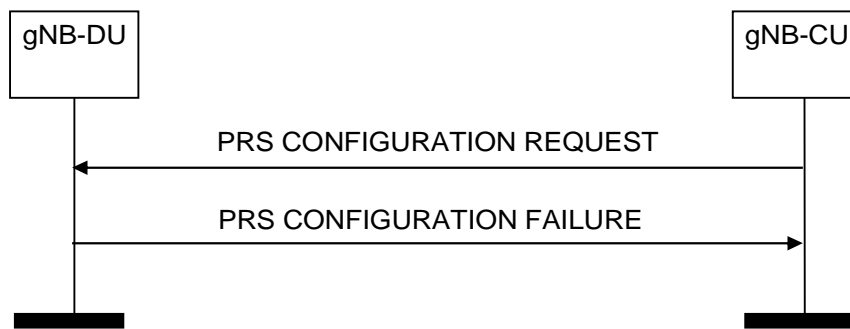 gNB-DU
gNB-CU
PRS CONFIGURATION REQUEST
PRS CONFIGURATION FAILURE